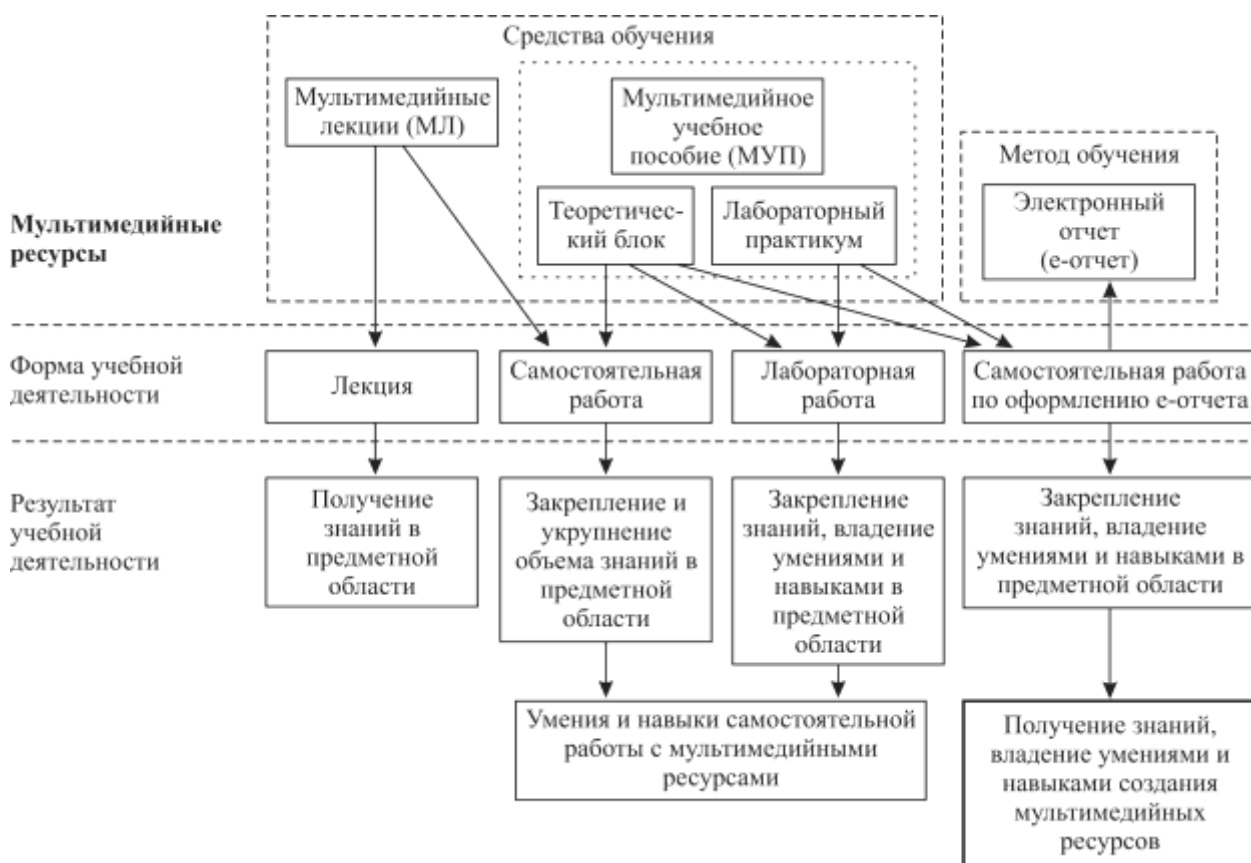 Средства обучения
Мультимедийные
лекции (МЛ)
Мультимедийное
учебное
пособие (МУП)
Теоретичес-
кий блок
Лабораторный
практикум
Метод обучения
Электронный
отчет
(е-отчет)
Мультимедийные
ресурсы
Форма учебной
деятельности
Лекция
Самостоятельная
работа
Лабораторная
работа
Самостоятельная работа
по оформлению е-отчета
Результат
учебной
деятельности
Получение
знаний в
предметной
области
Закрепление и
укрупнение
объема знаний в
предметной
области
Закрепление
знаний, владение
умениями и
навыками в
предметной
области
Закрепление
знаний, владение
умениями и навыками в
предметной области
Умения и навыки самостоятельной
работы с мультимедийными
ресурсами
Получение знаний,
владение умениями и
навыками создания
мультимедийных
ресурсов